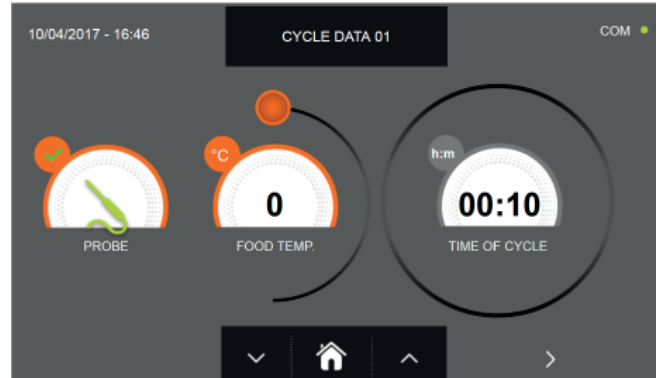 10/04/2017 - 16:46
CYCLE DATA 01
COM
°C
h:m
0
00:10
PROBE
FOOD TEMP.
TIME OF CYCLE